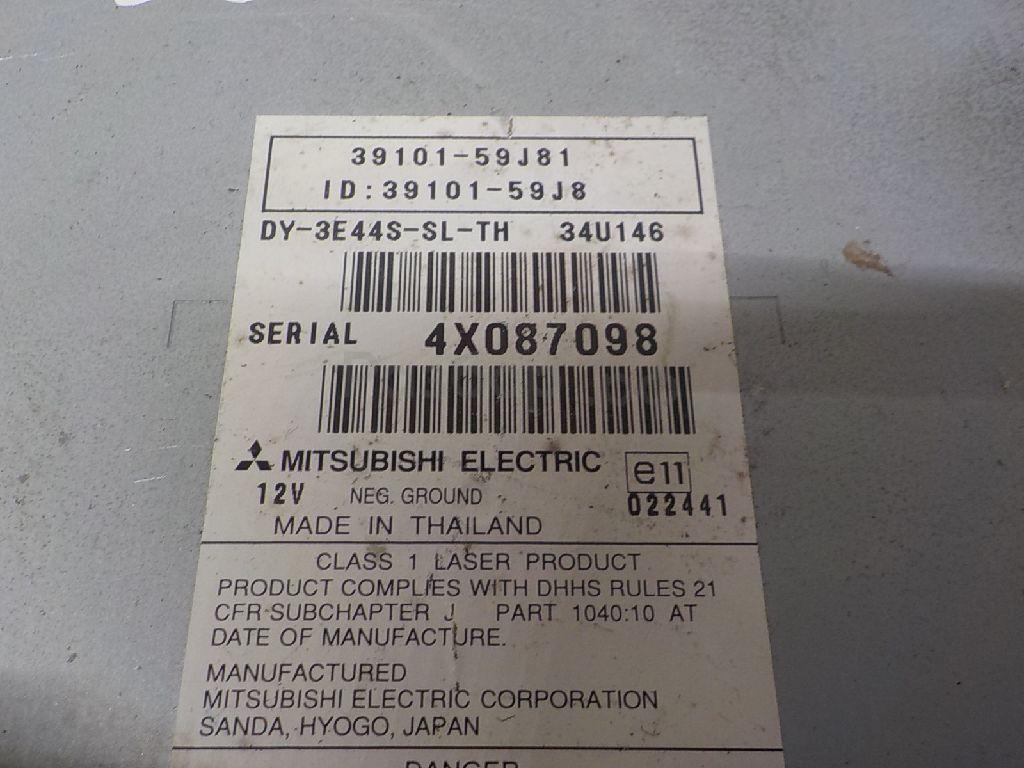 39101-59J81
ID:39101-59J8
DY-3E44S-SL-TH 34U146
SERIAL 4X087098
MITSUBISHI ELECTRIC e11
12V NEG. GROUND 022441
MADE IN THAILAND
CLASS 1 LASER PRODUCT
PRODUCT COMPLIES WITH DHHS RULES 21
CFR SUBCHAPTER J PART 1040:10 AT
DATE OF MANUFACTURE.
MANUFACTURED
MITSUBISHI ELECTRIC CORPORATION
SANDA, HYOGO, JAPAN
DANGER